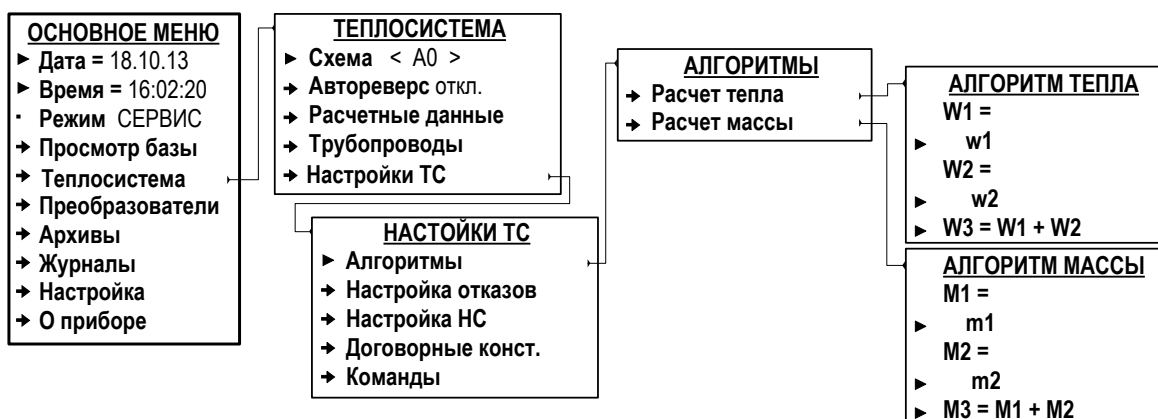 ОСНОВНОЕ МЕНЮ
► Дата = 18.10.13
► Время = 16:02:20
▪ Режим СЕРВИС
➔ Просмотр базы
➔ Теплосистема
➔ Преобразователи
➔ Архивы
➔ Журналы
➔ Настройка
➔ О приборе
ТЕПЛОСИСТЕМА
► Схема < А0 >
➔ Автореверс откл.
➔ Расчетные данные
➔ Трубопроводы
➔ Настройки ТС
НАСТОЙКИ ТС
► Алгоритмы
➔ Настройка отказов
➔ Настройка НС
➔ Договорные конст.
➔ Команды
АЛГОРИТМЫ
➔ Расчет тепла
➔ Расчет массы
АЛГОРИТМ ТЕПЛА
W1 =
► w1
W2 =
► w2
► W3 = W1 + W2
АЛГОРИТМ МАССЫ
M1 =
► m1
M2 =
► m2
► M3 = M1 + M2